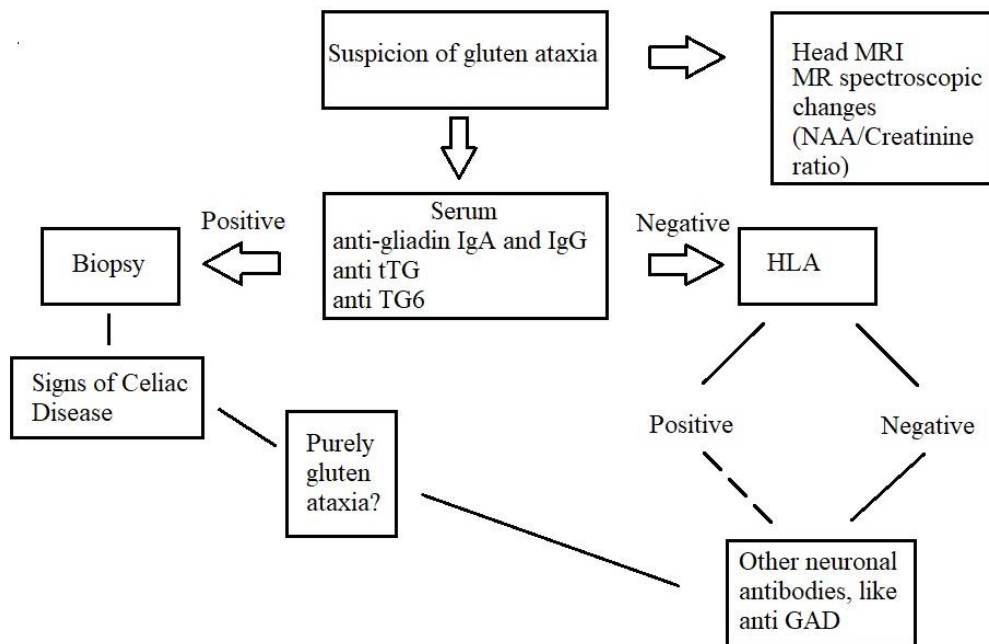 Suspicion of gluten ataxia
Head MRI
MR spectroscopic
changes
(NAA/Creatinine
ratio)
Positive
Serum
anti-gliadin IgA and IgG
anti tTG
anti TG6
Negative
Biopsy
HLA
Signs of Celiac
Disease
Purely
gluten
ataxia?
Positive
Negative
Other neuronal
antibodies, like
anti GAD